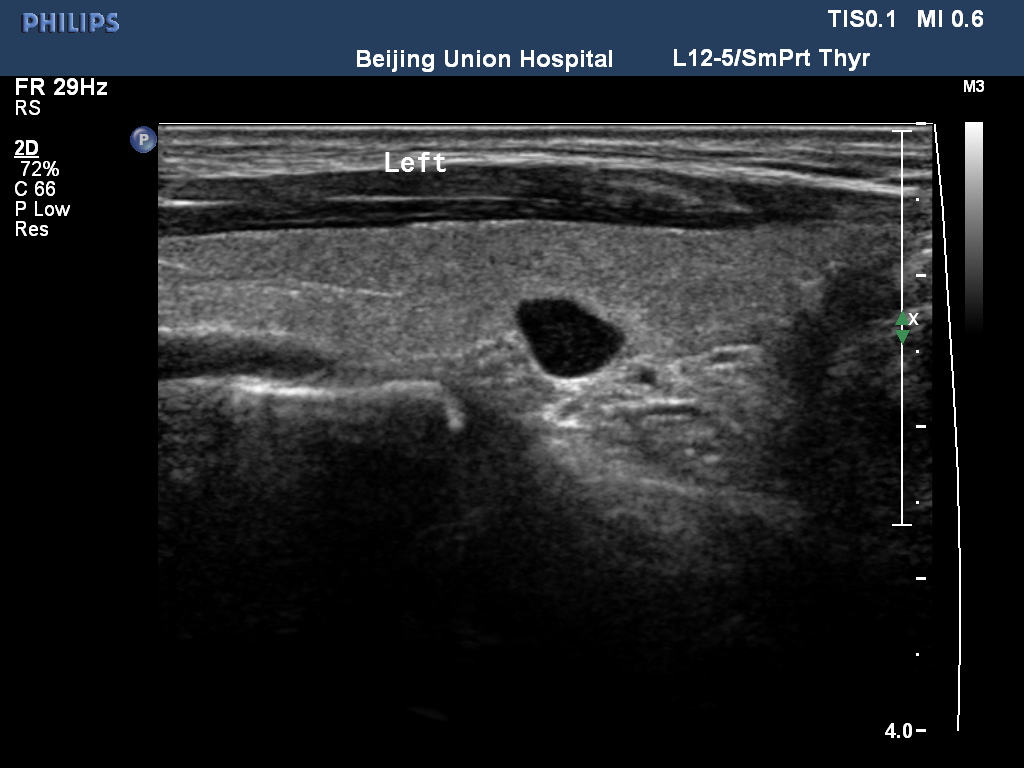 PHILIPS
TIS0.1 MI 0.6
Beijing Union Hospital L12-5/SmPrt Thyr
FR 29Hz
RS
M3
P
2D
72%
C 66
P Low
Res
Left
X
4.0